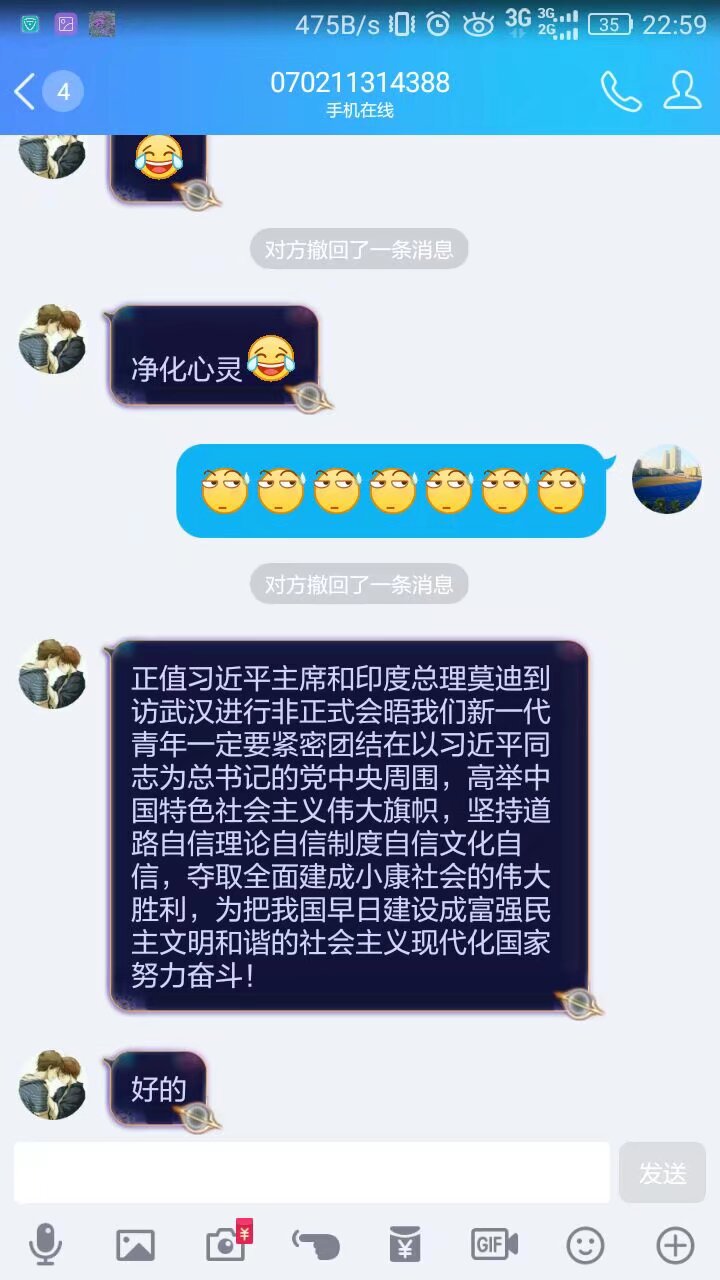 475B/s 3G 3G 2G 35 22:59
4
070211314388
手机在线
对方撤回了一条消息
净化心灵
对方撤回了一条消息
正值习近平主席和印度总理莫迪到
访武汉进行非正式会晤我们新一代
青年一定要紧密团结在以习近平同
志为总书记的党中央周围，高举中
国特色社会主义伟大旗帜，坚持道
路自信理论自信制度自信文化自
信，夺取全面建成小康社会的伟大
胜利，为把我国早日建设成富强民
主文明和谐的社会主义现代化国家
努力奋斗！
好的
发送
¥
¥
GIF